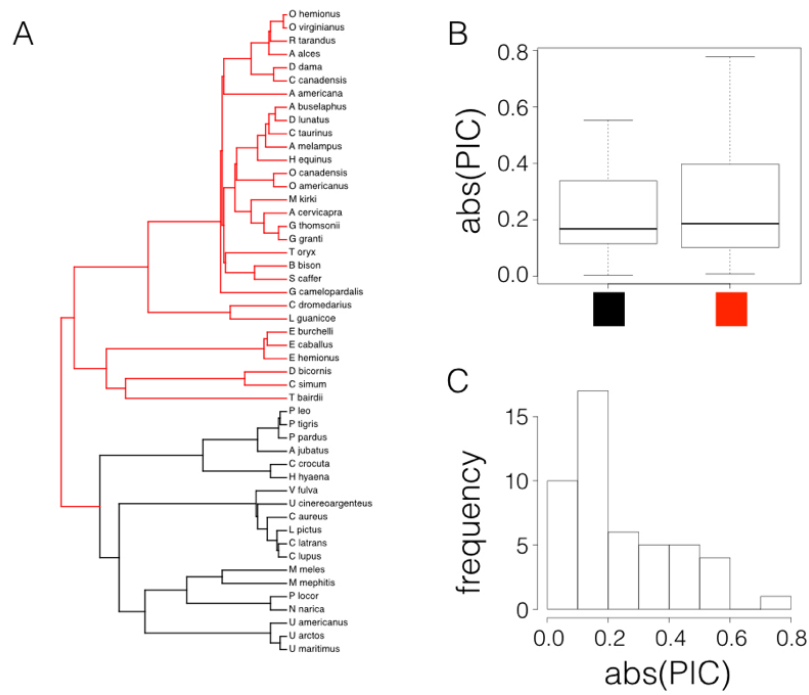 A
O hemionus
O virginianus
R tarandus
A alces
D dama
C canadensis
A americana
A buselaphus
D lunatus
C taurinus
A melampus
H equinus
O canadensis
O americanus
M kirki
A cervicapra
G thomsonii
G granti
T oryx
B bison
S caffer
G camelopardalis
C dromedarius
L guanicoe
E burchelli
E caballus
E hemionus
D bicornis
C simum
T bairdii
P leo
P tigris
P pardus
A jubatus
C crocuta
H hyaena
V fulva
U cinereoargenteus
C aureus
L pictus
C latrans
C lupus
M meles
M mephitis
P locor
N narica
U americanus
U arctos
U maritimus
B
abs(PIC)
0.8
0.6
0.4
0.2
0.0
C
frequency
15
10
5
0
0.0 0.2 0.4 0.6 0.8
abs(PIC)